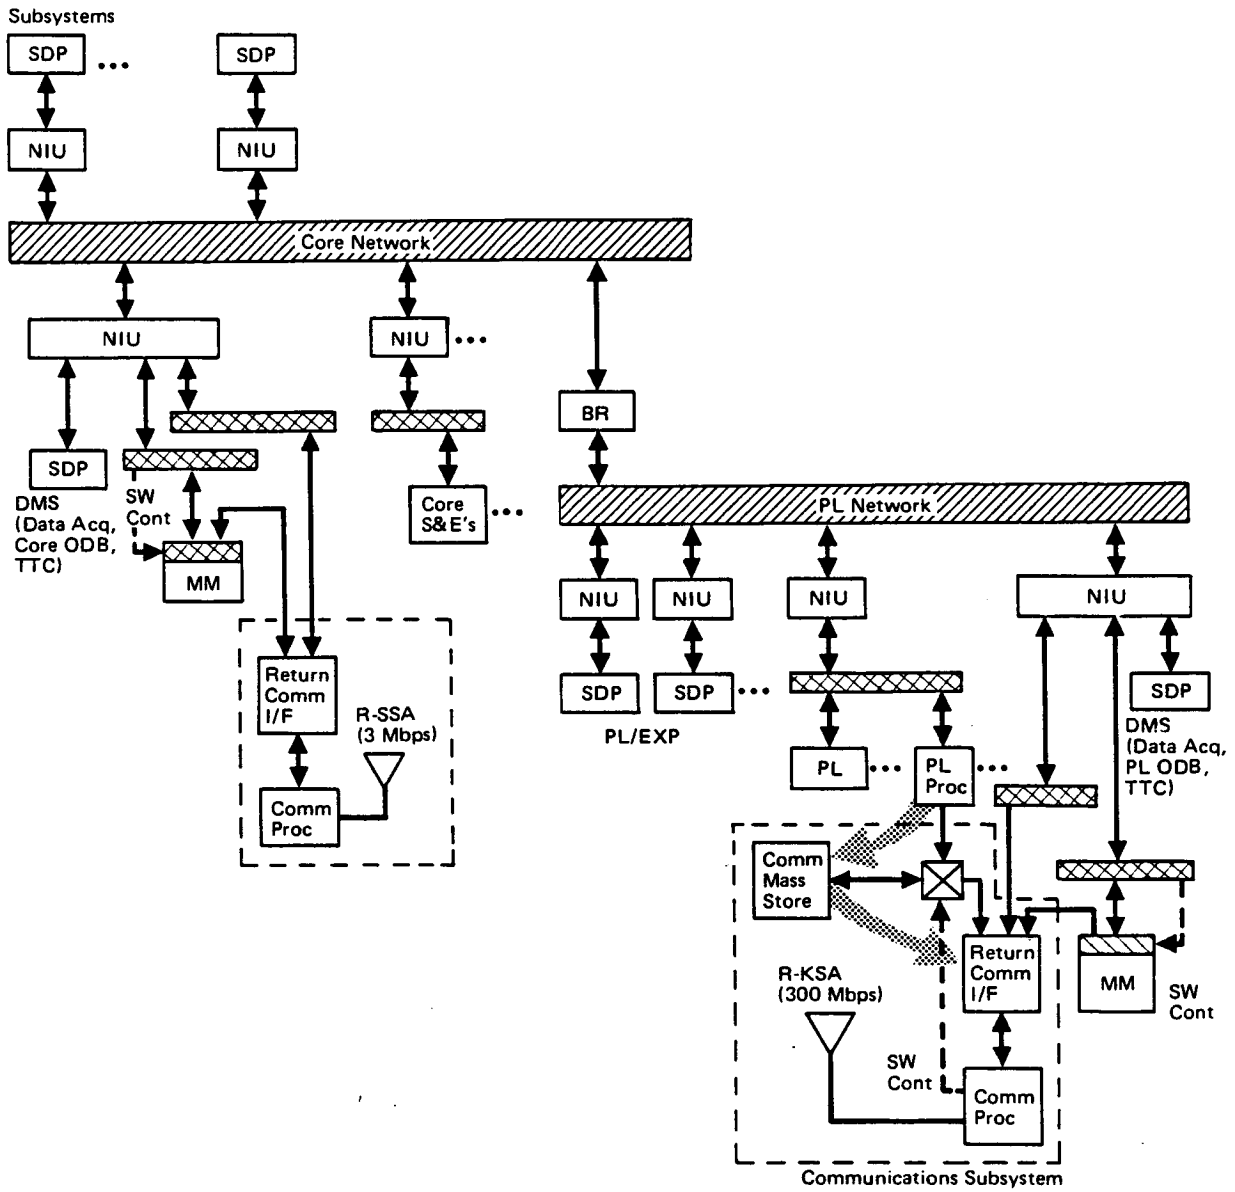 Subsystems
SDP
SDP
NIU
NIU
Core Network
NIU
NIU
BR
SDP
DMS
(Data Acq,
Core ODB,
TTC)
SW
Cont
Core
S&E's
PL Network
MM
NIU
NIU
NIU
NIU
Return
Comm
I/F
R-SSA
(3 Mbps)
SDP
SDP
PL/EXP
SDP
DMS
(Data Acq,
PL ODB,
TTC)
PL
PL
Proc
Comm
Proc
Comm
Mass
Store
Return
Comm
I/F
MM
SW
Cont
R-KSA
(300 Mbps)
SW
Cont
Comm
Proc
Communications Subsystem